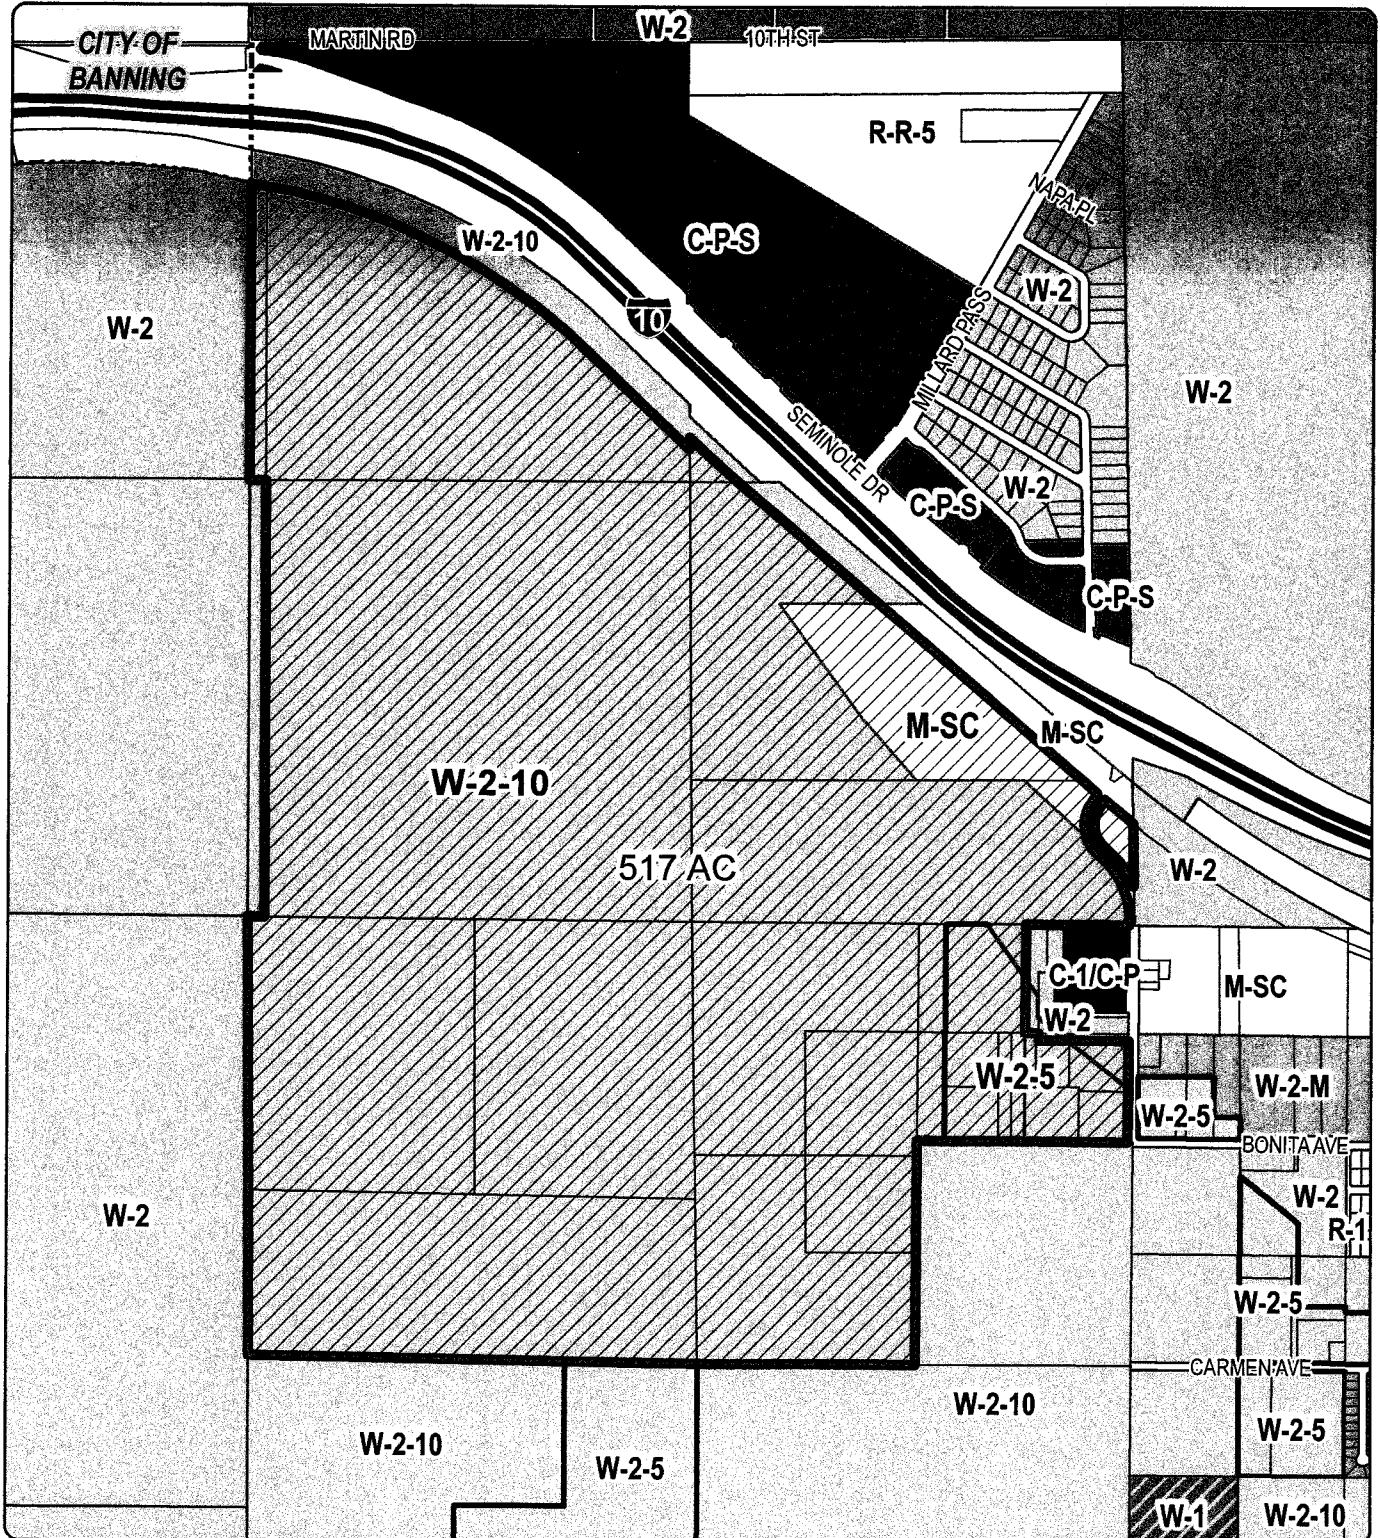 W-2
CITY OF
BANNING
MARTIN RD
10TH ST
R-R-5
NAPA PL
W-2-10
C-P-S
W-2
10
W-2
MILLARD PASS
W-2
SEMINOLE DR
W-2
C-P-S
C-P-S
M-SC
M-SC
W-2-10
517 AC
W-2
C-1/C-P
M-SC
W-2
W-2-5
W-2-M
W-2-5
BONITA AVE
W-2
W-2
R-1
W-2-5
CARMEN AVE
W-2-10
W-2-10
W-2-5
W-2-5
W-1
W-2-10